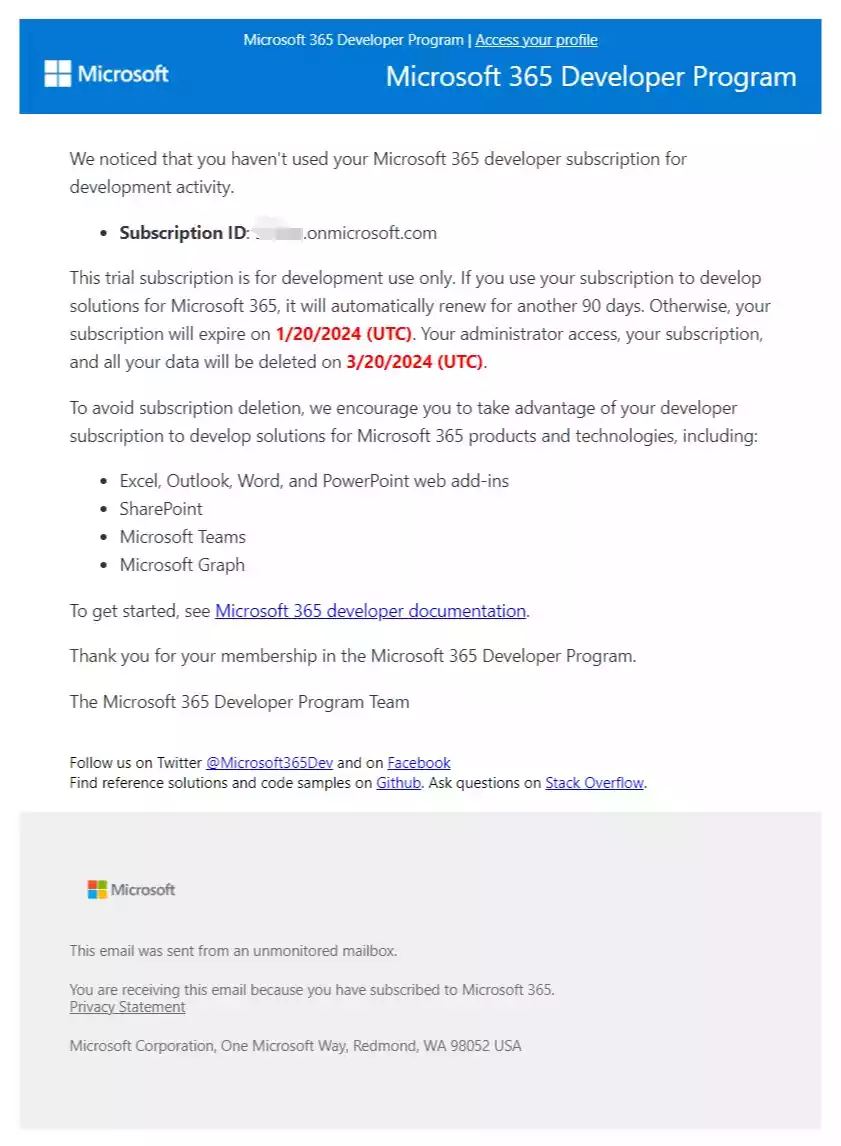 Microsoft 365 Developer Program | Access your profile
Microsoft
Microsoft 365 Developer Program
We noticed that you haven't used your Microsoft 365 developer subscription for
development activity.
• Subscription ID: .onmicrosoft.com
This trial subscription is for development use only. If you use your subscription to develop
solutions for Microsoft 365, it will automatically renew for another 90 days. Otherwise, your
subscription will expire on 1/20/2024 (UTC). Your administrator access, your subscription,
and all your data will be deleted on 3/20/2024 (UTC).
To avoid subscription deletion, we encourage you to take advantage of your developer
subscription to develop solutions for Microsoft 365 products and technologies, including:
• Excel, Outlook, Word, and PowerPoint web add-ins
• SharePoint
• Microsoft Teams
• Microsoft Graph
To get started, see Microsoft 365 developer documentation.
Thank you for your membership in the Microsoft 365 Developer Program.
The Microsoft 365 Developer Program Team
Follow us on Twitter @Microsoft365Dev and on Facebook
Find reference solutions and code samples on Github. Ask questions on Stack Overflow.
Microsoft
This email was sent from an unmonitored mailbox.
You are receiving this email because you have subscribed to Microsoft 365.
Privacy Statement
Microsoft Corporation, One Microsoft Way, Redmond, WA 98052 USA